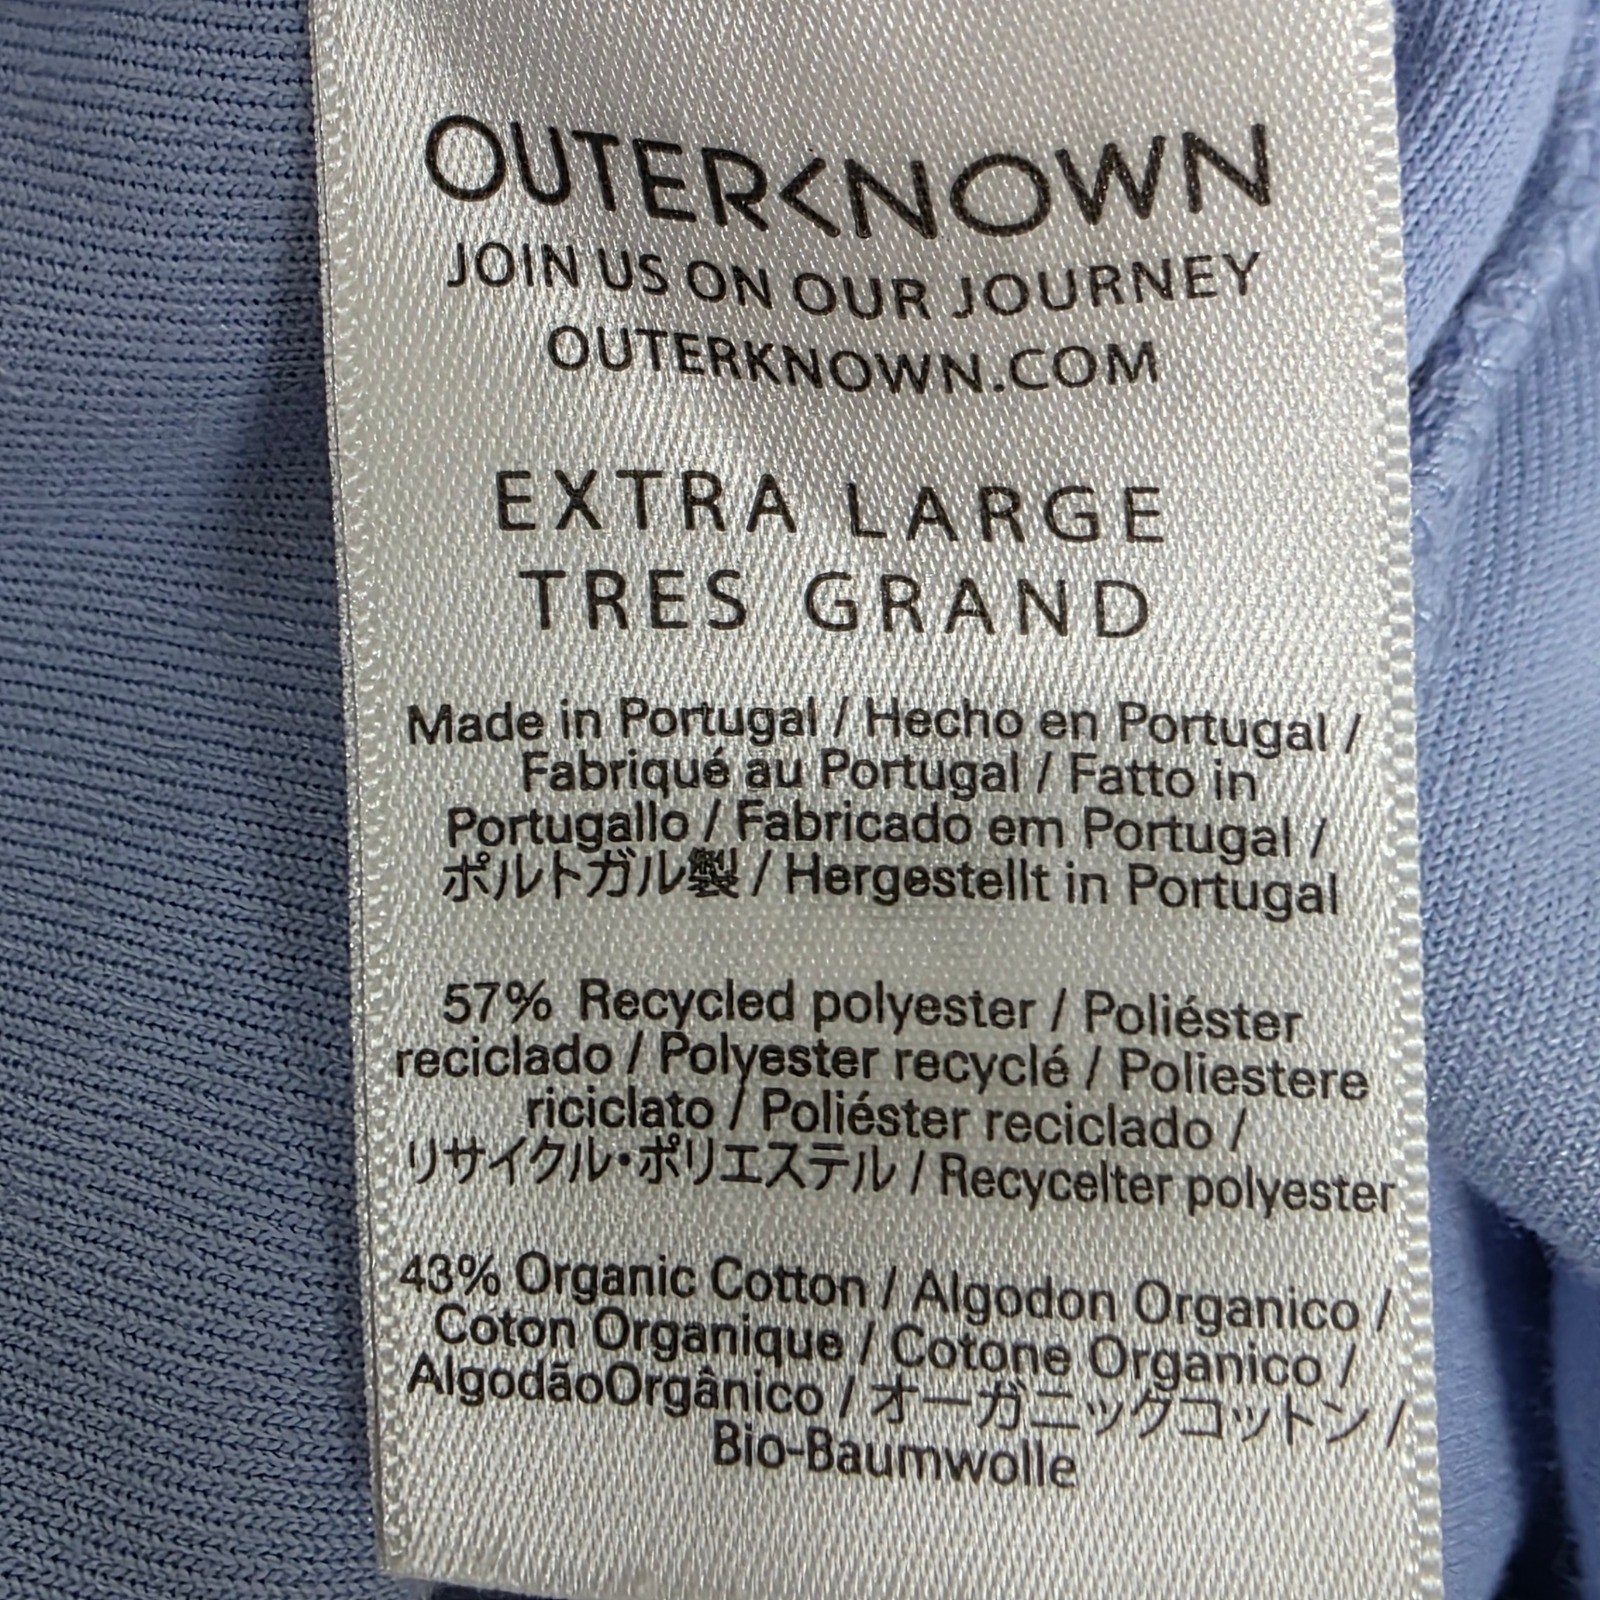 OUTERKNOWN
JOIN US ON OUR JOURNEY
OUTERKNOWN.COM
EXTRA LARGE
TRES GRAND
Made in Portugal / Hecho en Portugal /
Fabriqué au Portugal / Fatto in
Portugallo / Fabricado em Portugal /
ポルトガル製 / Hergestellt in Portugal
57% Recycled polyester / Poliéster
reciclado / Polyester recyclé / Poliestere
riciclato / Poliéster reciclado /
リサイクル・ポリエステル / Recycelter polyester
43% Organic Cotton / Algodon Organico /
Coton Organique / Cotone Organico /
AlgodãoOrgânico / オーガニックコットン /
Bio-Baumwolle